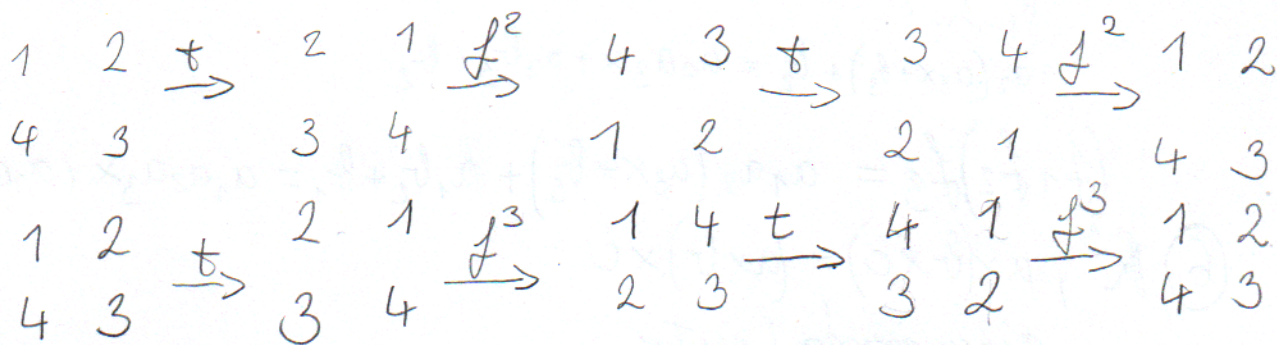 1 2 t→ 2 1 f² → 4 3 t→ 3 4 f² → 1 2
4 3 3 4 1 2 2 1 4 3
1 2 t→ 2 1 f³ → 1 4 t→ 4 1 f³ → 1 2
4 3 3 4 2 3 3 2 4 3